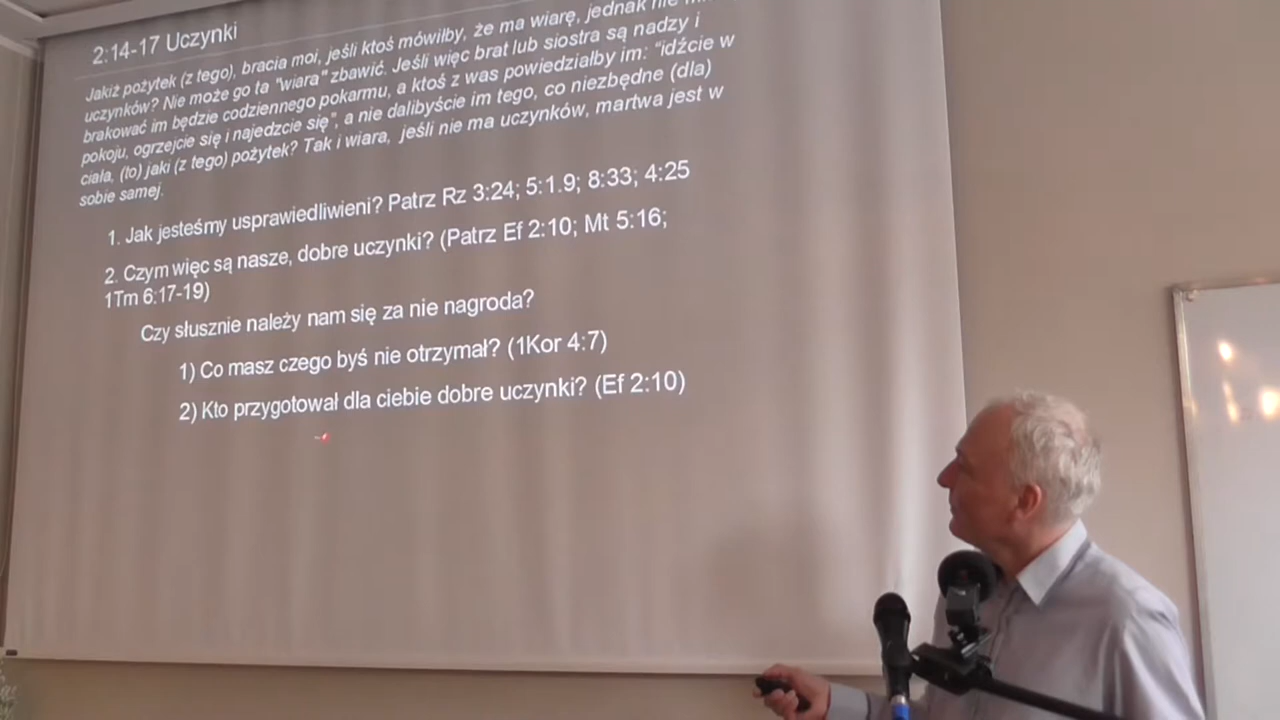 2:14-17 Uczynki
Jakiż pożytek (z tego), bracia moi, jeśli ktoś mówiłby, że ma wiarę, jednak nie
uczynków? Nie może go ta "wiara" zbawić. Jeśli więc brat lub siostra są nadzy i
brakować im będzie codziennego pokarmu, a ktoś z was powiedziałby im: "idźcie w
pokoju, ogrzejcie się i najedzcie się", a nie dalibyście im tego, co niezbędne (dla)
ciała, (to) jaki (z tego) pożytek? Tak i wiara, jeśli nie ma uczynków, martwa jest w
sobie samej.
1. Jak jesteśmy usprawiedliwieni? Patrz Rz 3:24; 5:1.9; 8:33; 4:25
2. Czym więc są nasze, dobre uczynki? (Patrz Ef 2:10; Mt 5:16;
1Tm 6:17-19)
Czy słusznie należy nam się za nie nagroda?
1) Co masz czego byś nie otrzymał? (1Kor 4:7)
2) Kto przygotował dla ciebie dobre uczynki? (Ef 2:10)